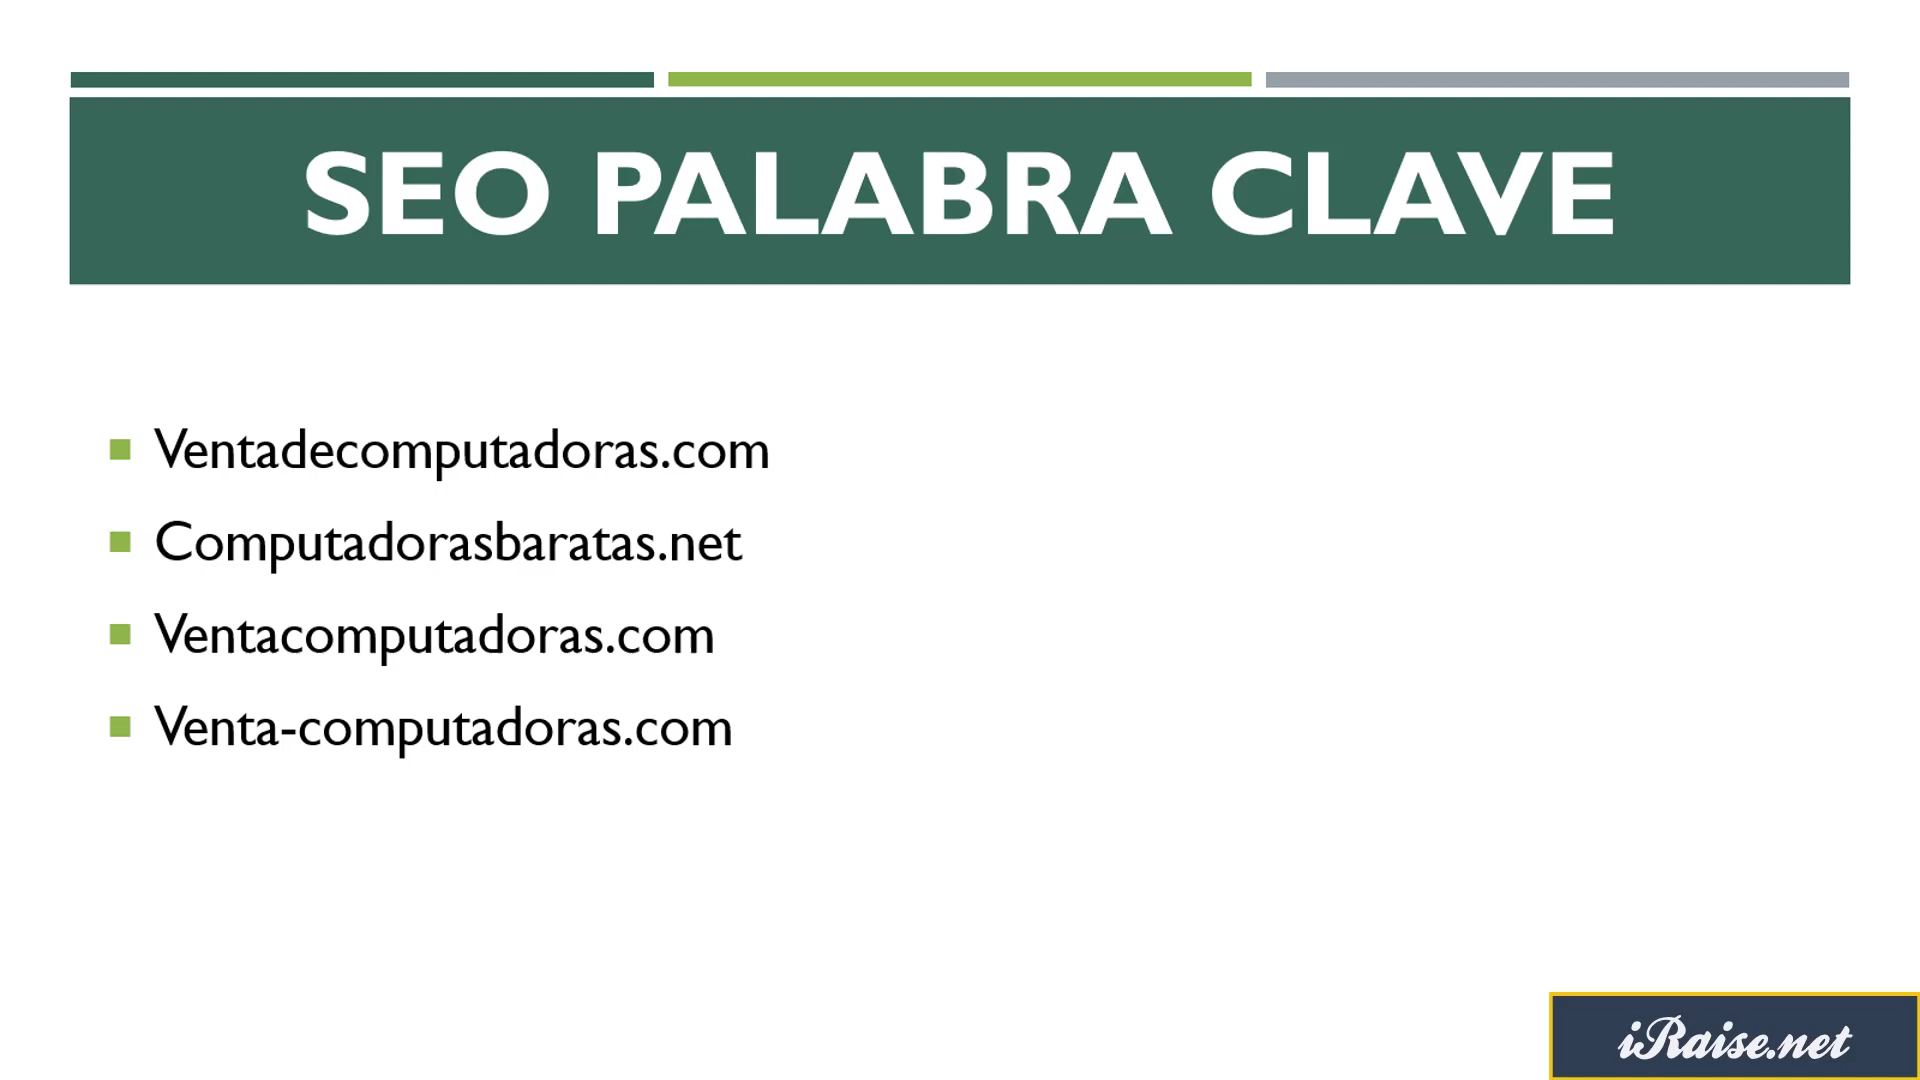 SEO PALABRA CLAVE
Ventadecomputadoras.com
Computadorasbaratas.net
Ventacomputadoras.com
Venta-computadoras.com
iRaise.net